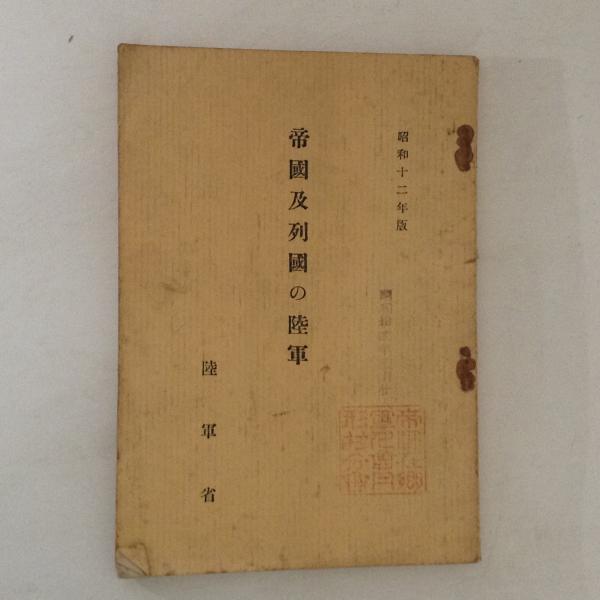 昭和十二年版
帝國及列國の陸軍
陸軍省